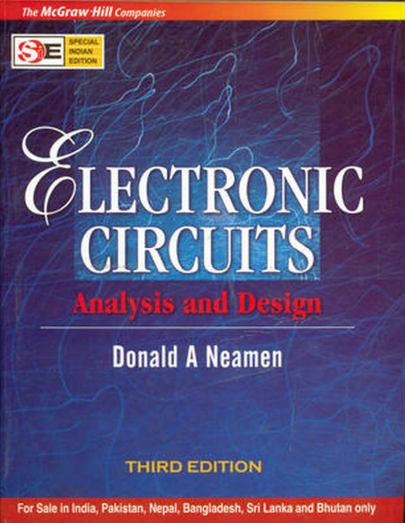 The McGraw-Hill Companies
SIE
SPECIAL
INDIAN
EDITION
ELECTRONIC
CIRCUITS
Analysis and Design
Donald A Neamen
THIRD EDITION
For Sale in India, Pakistan, Nepal, Bangladesh, Sri Lanka and Bhutan only